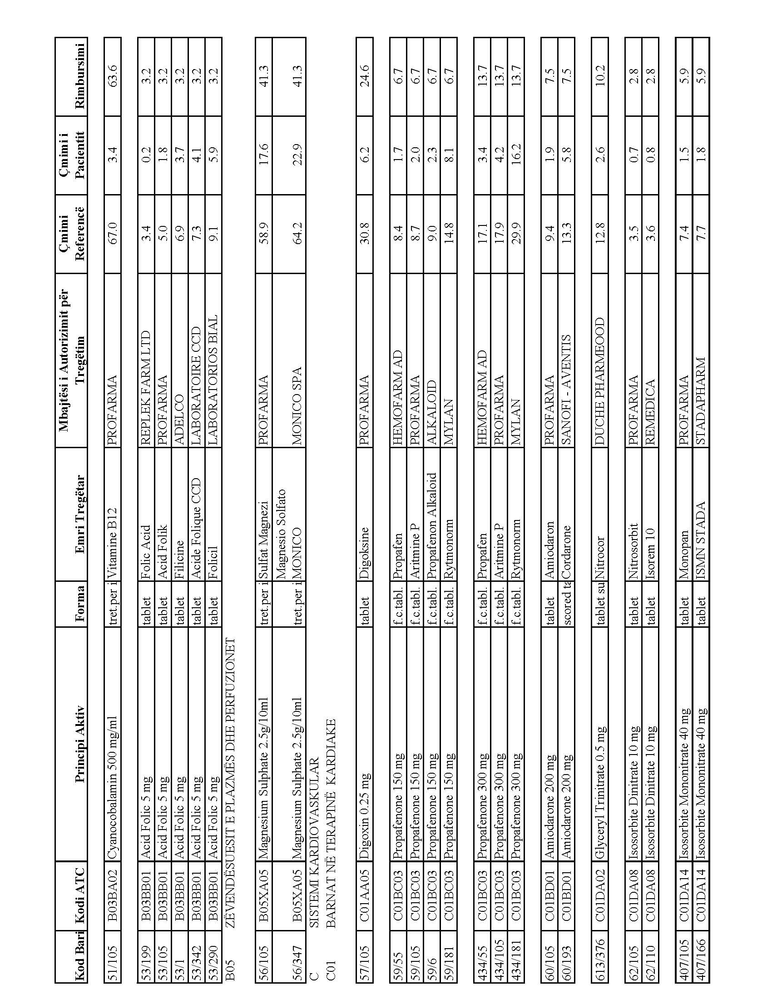 Kod Bari Kodi ATC Principi Aktiv Forma Emri Tregëtar Mbajtësi i Autorizimit për Tregëtim Çmimi Referencë Çmimi i Pacientit Rimbursimi
51/105 B03BA02 Cyanocobalamin 500 mg/ml tret.per i Vitamine B12 PROFARMA 67.0 3.4 63.6
53/199 B03BB01 Acid Folic 5 mg tablet Folic Acid REPLEK FARM LTD 3.4 0.2 3.2
53/105 B03BB01 Acid Folic 5 mg tablet Acid Folik PROFARMA 5.0 1.8 3.2
53/1 B03BB01 Acid Folic 5 mg tablet Filicine ADELCO 6.9 3.7 3.2
53/342 B03BB01 Acid Folic 5 mg tablet Acide Folique CCD LABORATOIRE CCD 7.3 4.1 3.2
53/290 B03BB01 Acid Folic 5 mg tablet Folicil LABORATORIOS BIAL 9.1 5.9 3.2
B05 ZËVENDËSUESIT E PLAZMËS DHE PERFUZIONET
56/105 B05XA05 Magnesium Sulphate 2.5g/10ml tret.per i Sulfat Magnezi PROFARMA 58.9 17.6 41.3
56/347 B05XA05 Magnesium Sulphate 2.5g/10ml tret.per i Magnesio Solfato MONICO MONICO SPA 64.2 22.9 41.3
C SISTEMI KARDIOVASKULAR
C01 BARNAT NË TERAPINË KARDIAKE
57/105 C01AA05 Digoxin 0.25 mg tablet Digoksine PROFARMA 30.8 6.2 24.6
59/55 C01BC03 Propafenone 150 mg f.c.tabl. Propafen HEMOFARM AD 8.4 1.7 6.7
59/105 C01BC03 Propafenone 150 mg f.c.tabl. Aritmine P PROFARMA 8.7 2.0 6.7
59/6 C01BC03 Propafenone 150 mg f.c.tabl. Propafenon Alkaloid ALKALOID 9.0 2.3 6.7
59/181 C01BC03 Propafenone 150 mg f.c.tabl. Rytmonorm MYLAN 14.8 8.1 6.7
434/55 C01BC03 Propafenone 300 mg f.c.tabl. Propafen HEMOFARM AD 17.1 3.4 13.7
434/105 C01BC03 Propafenone 300 mg f.c.tabl. Aritmine P PROFARMA 17.9 4.2 13.7
434/181 C01BC03 Propafenone 300 mg f.c.tabl. Rytmonorm MYLAN 29.9 16.2 13.7
60/105 C01BD01 Amiodarone 200 mg tablet Amiodaron PROFARMA 9.4 1.9 7.5
60/193 C01BD01 Amiodarone 200 mg scored ta Cordarone SANOFI - AVENTIS 13.3 5.8 7.5
613/376 C01DA02 Glyceryl Trinitrate 0.5 mg tablet su Nitrocor DUCHE PHARMEOOD 12.8 2.6 10.2
62/105 C01DA08 Isosorbite Dinitrate 10 mg tablet Nitrosorbit PROFARMA 3.5 0.7 2.8
62/110 C01DA08 Isosorbite Dinitrate 10 mg tablet Isorem 10 REMEDICA 3.6 0.8 2.8
407/105 C01DA14 Isosorbite Mononitrate 40 mg tablet Monopan PROFARMA 7.4 1.5 5.9
407/166 C01DA14 Isosorbite Mononitrate 40 mg tablet ISMN STADA STADAPHARM 7.7 1.8 5.9